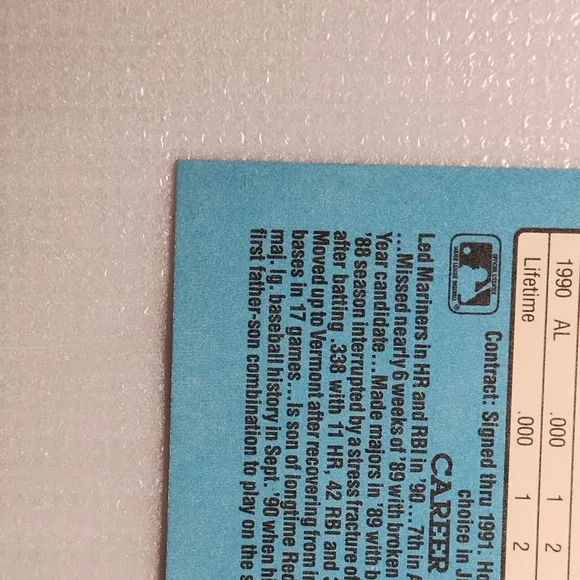 1990 AL .000 1 2
Lifetime .000 1 2
Contract: Signed thru 1991. H
choice in J
CAREER
Led Mariners in HR and RBI in '90...7th in A
...Missed nearly 6 weeks of '89 with broken
Year candidate...Made majors in '89 with b
'88 season interrupted by a stress fracture of
after batting .338 with 11 HR, 42 RBI and 3
Moved up to Vermont after recovering from i
bases in 17 games...Is son of longtime Red
maj. lg. baseball history in Sept. '90 when hi
first father-son combination to play on the s